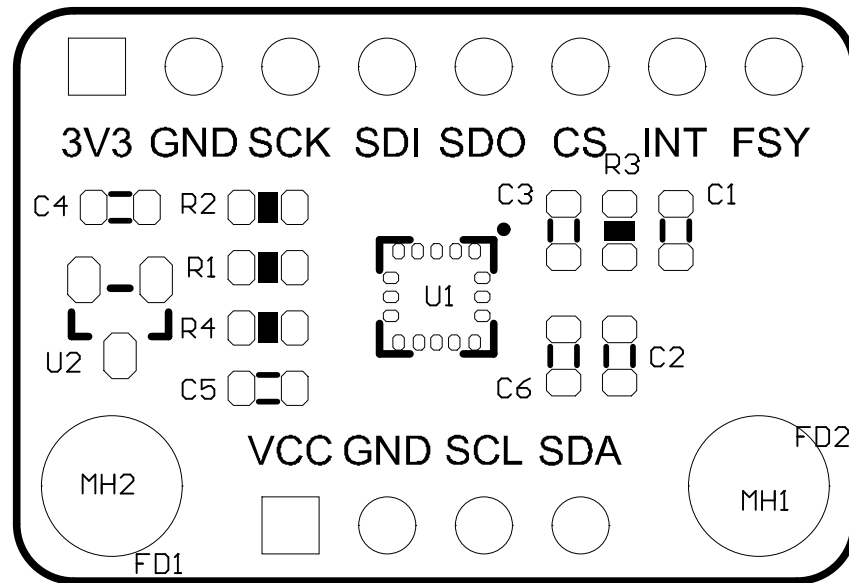 3V3 GND SCK SDI SDO CS INT FSY
R3
C4 R2 C3 C1
R1
U1
R4
U2 C5 C6 C2
VCC GND SCL SDA
FD2
MH2 MH1
FD1